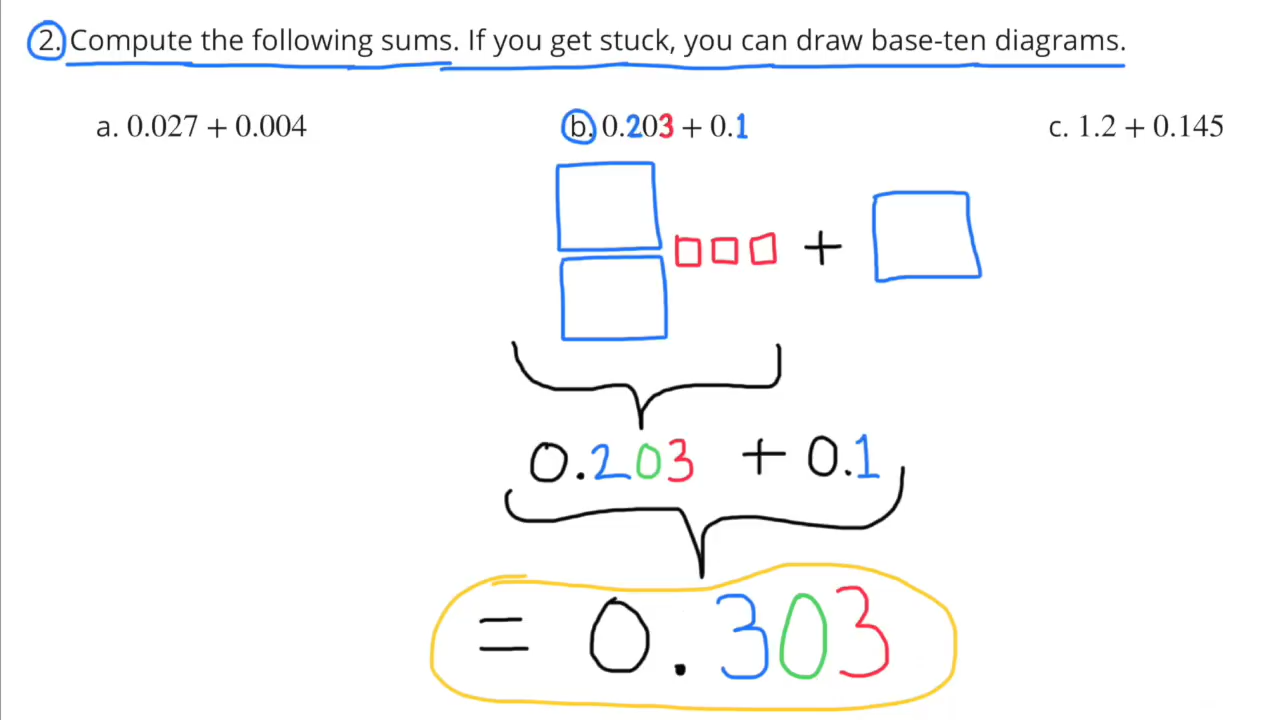 2. Compute the following sums. If you get stuck, you can draw base-ten diagrams.
a. 0.027 + 0.004
b. 0.203 + 0.1
c. 1.2 + 0.145
+
0.203 + 0.1
= 0.303